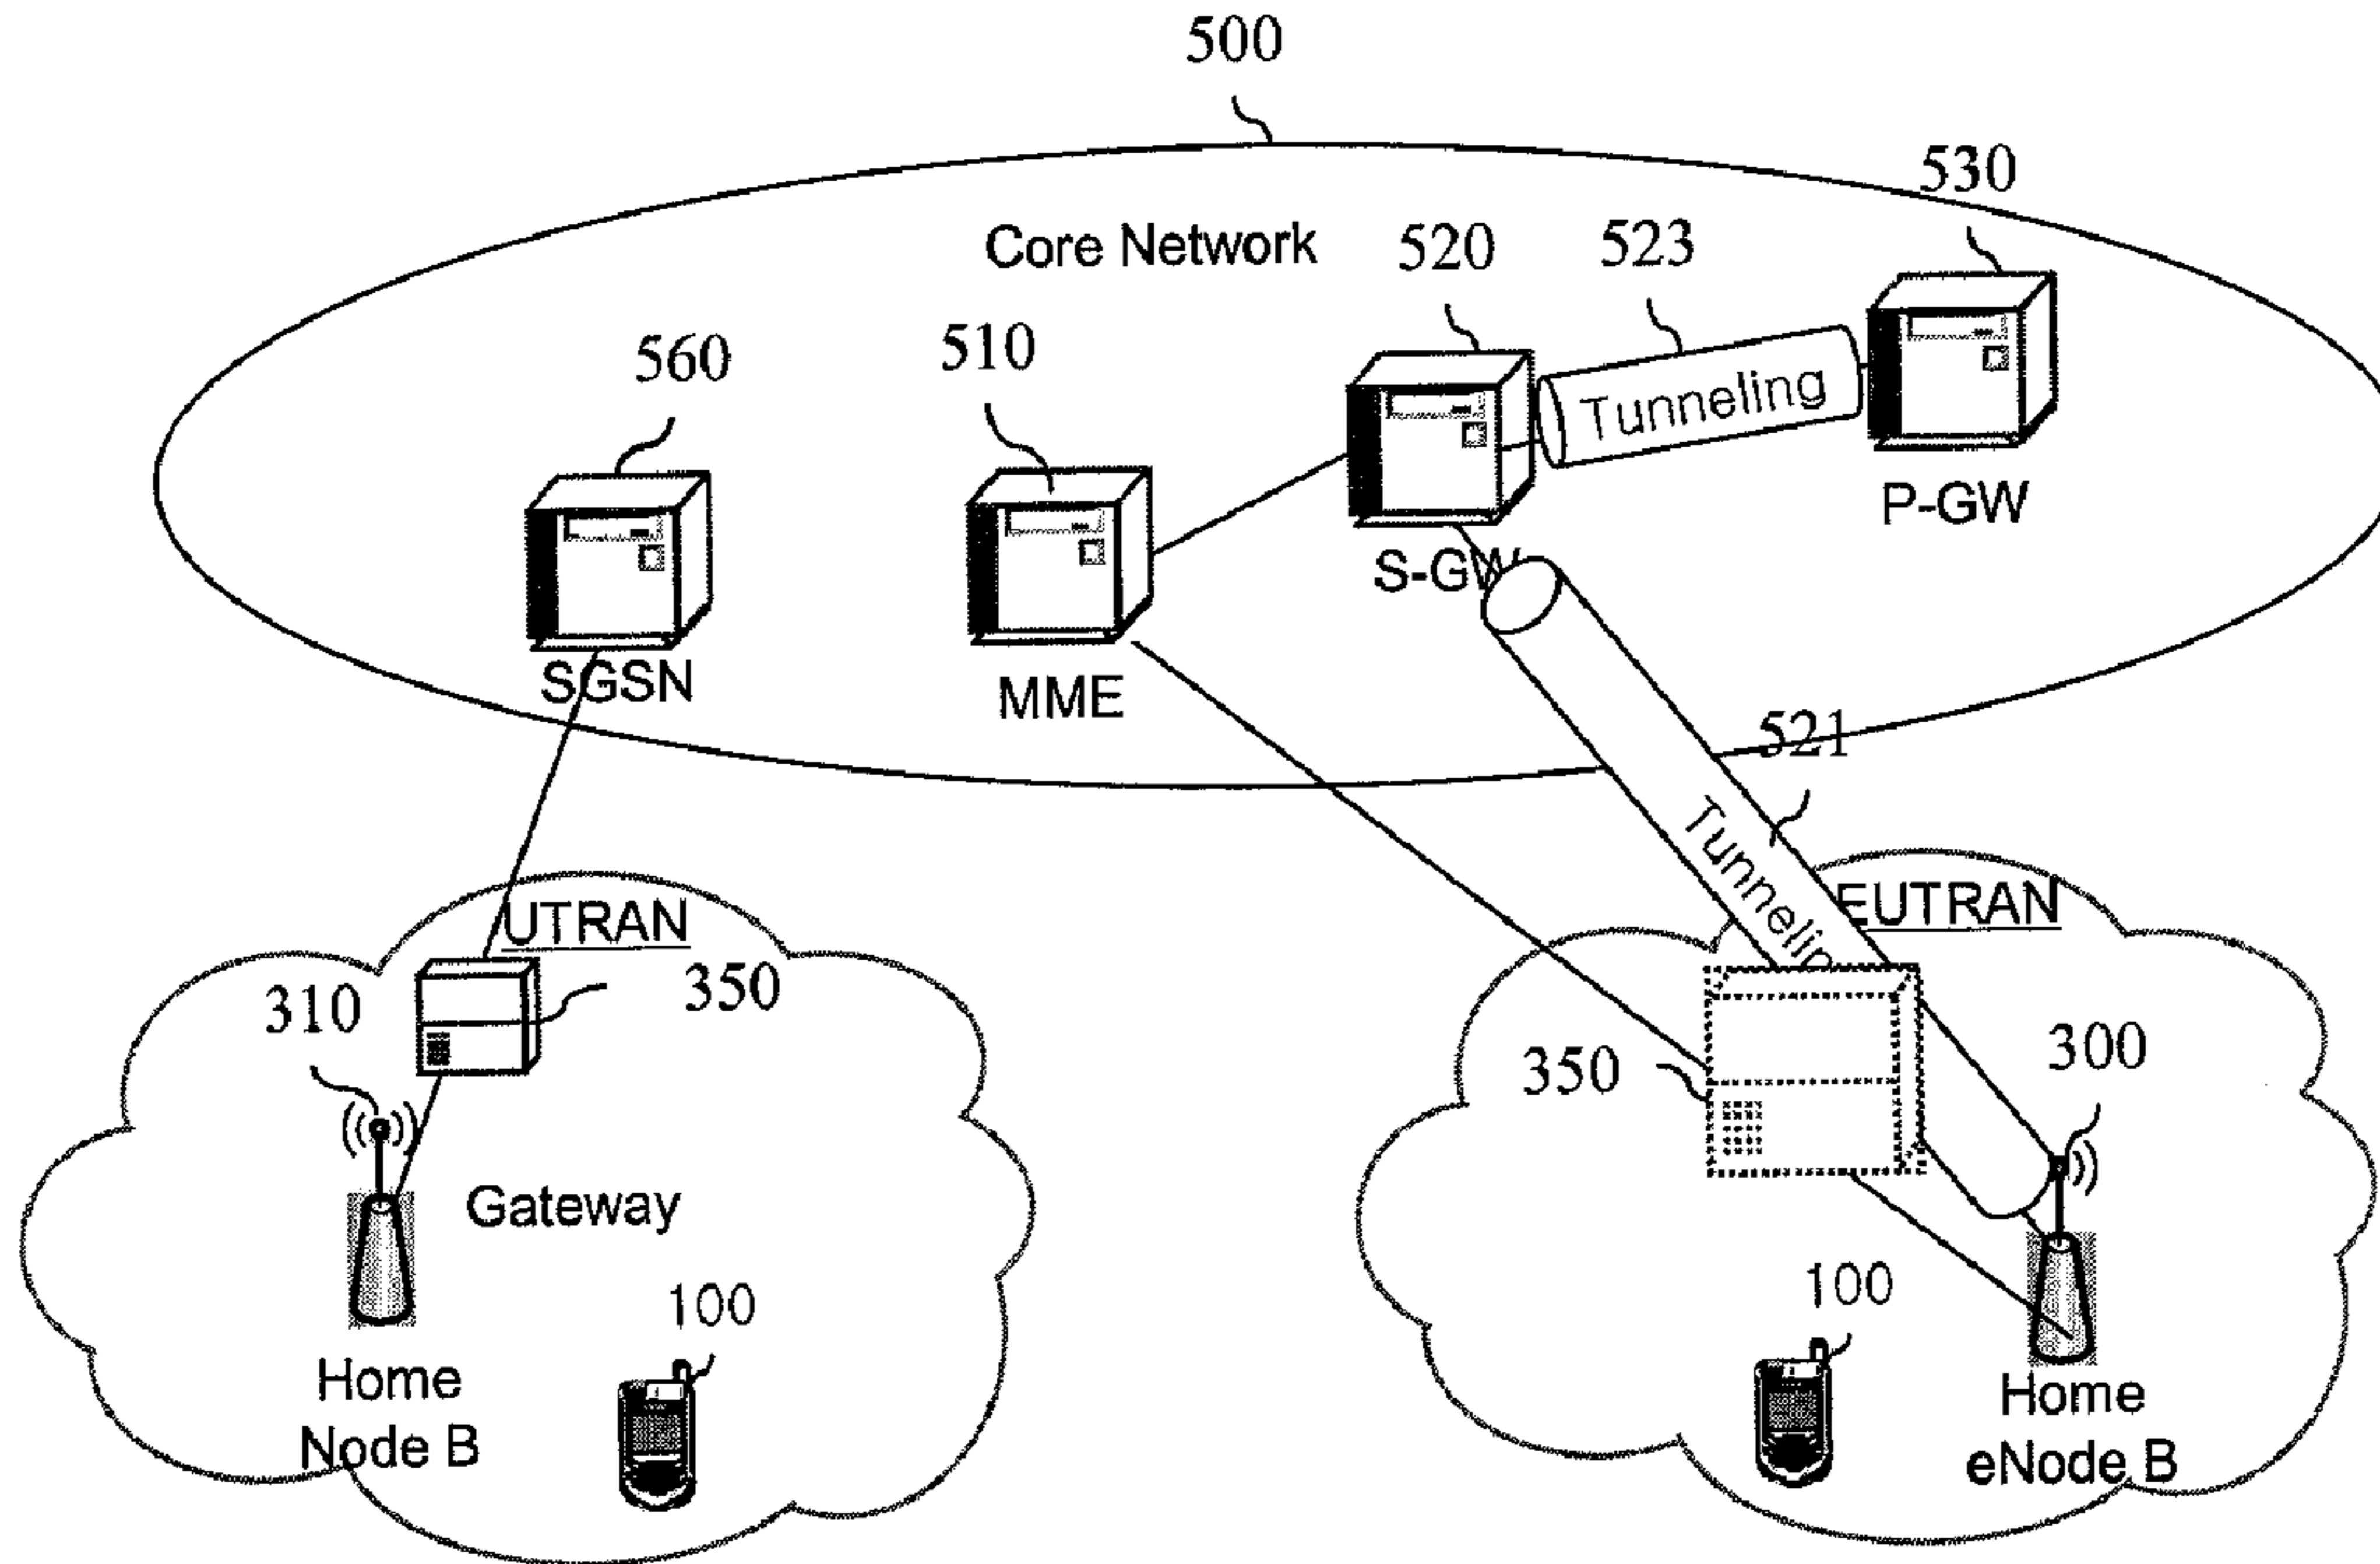 500
530
Core Network
520
523
510
560
Tunneling
P-GW
S-GW
SGSN
MME
521
Tunneling
UTRAN
EUTRAN
310
350
350
300
Gateway
100
100
Home
Node B
Home
eNode B